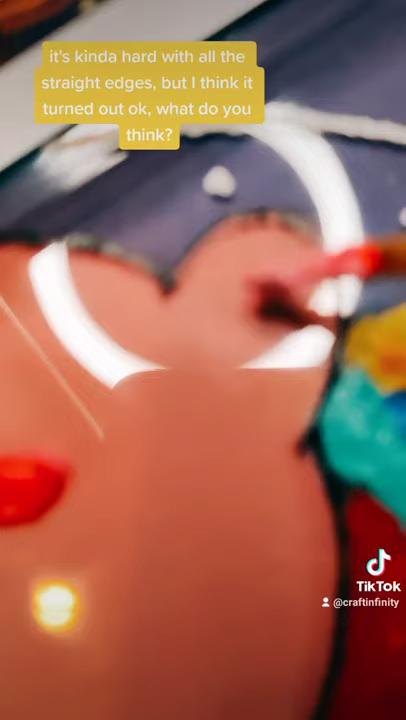 it's kinda hard with all the
straight edges, but I think it
turned out ok, what do you
think?
TikTok
@craftinfinity